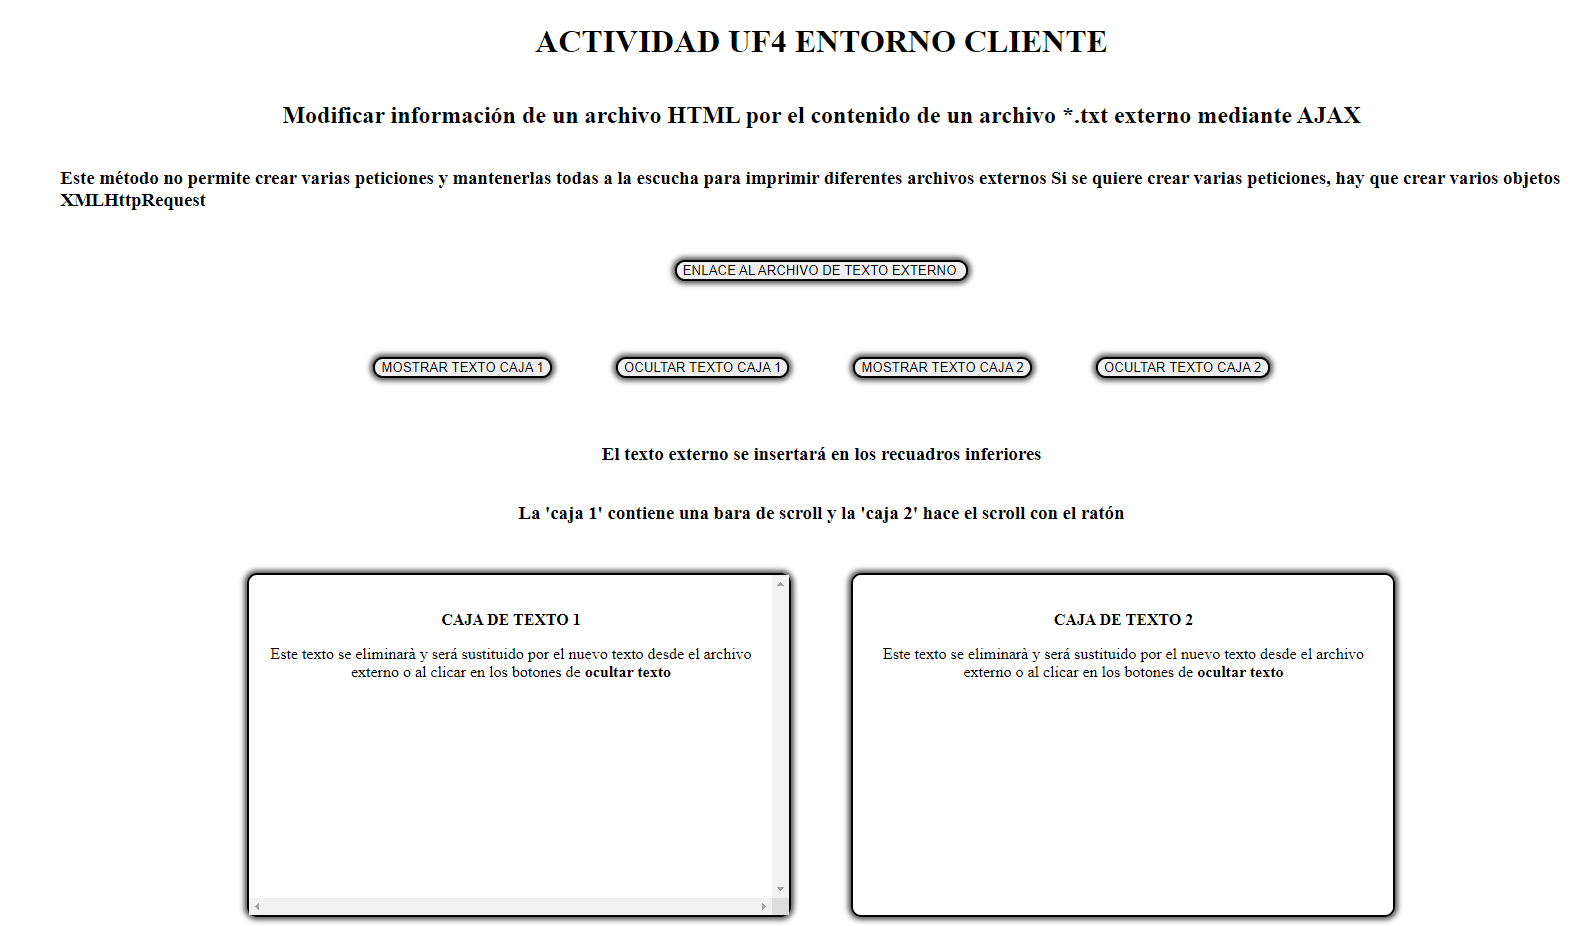 ACTIVIDAD UF4 ENTORNO CLIENTE
Modificar información de un archivo HTML por el contenido de un archivo *.txt externo mediante AJAX
Este método no permite crear varias peticiones y mantenerlas todas a la escucha para imprimir diferentes archivos externos Si se quiere crear varias peticiones, hay que crear varios objetos
XMLHttpRequest
ENLACE AL ARCHIVO DE TEXTO EXTERNO
MOSTRAR TEXTO CAJA 1
OCULTAR TEXTO CAJA 1
MOSTRAR TEXTO CAJA 2
OCULTAR TEXTO CAJA 2
El texto externo se insertará en los recuadros inferiores
La 'caja 1' contiene una bara de scroll y la 'caja 2' hace el scroll con el ratón
CAJA DE TEXTO 1
Este texto se eliminarà y será sustituido por el nuevo texto desde el archivo
externo o al clicar en los botones de ocultar texto
CAJA DE TEXTO 2
Este texto se eliminarà y será sustituido por el nuevo texto desde el archivo
externo o al clicar en los botones de ocultar texto